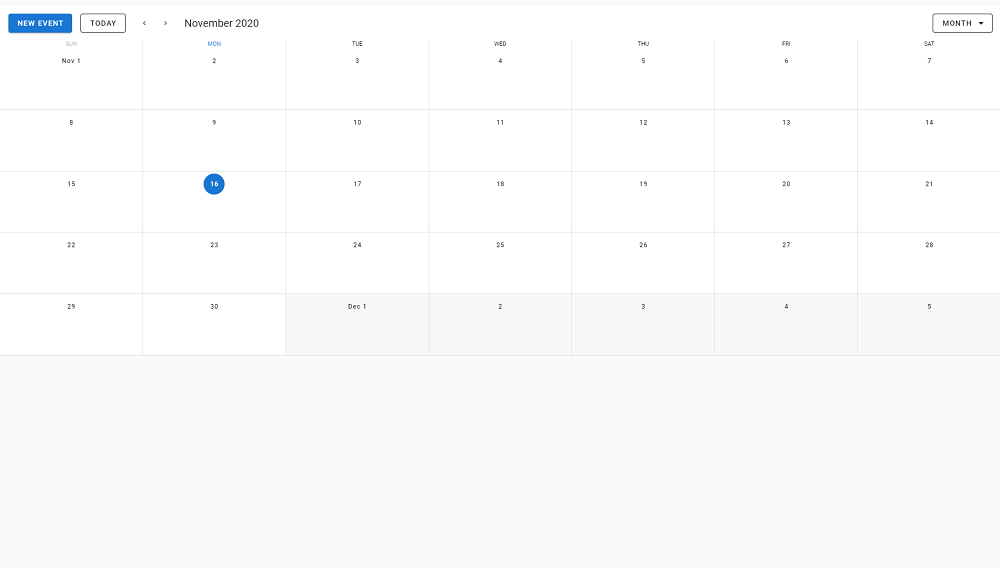 NEW EVENT TODAY ‹ › November 2020 MONTH
SUN MON TUE WED THU FRI SAT
Nov 1 2 3 4 5 6 7
8 9 10 11 12 13 14
15 16 17 18 19 20 21
22 23 24 25 26 27 28
29 30 Dec 1 2 3 4 5